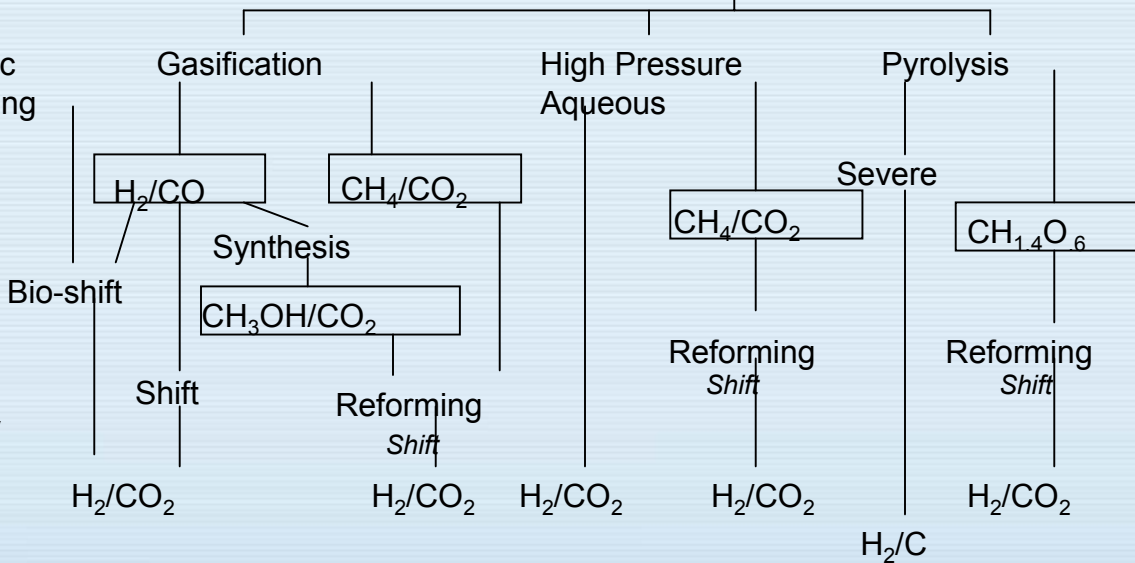 c
ng
Gasification
High Pressure
Aqueous
Pyrolysis
H₂/CO
CH₄/CO₂
Severe
CH₄/CO₂
CH₁.₄O.₆
Synthesis
Bio-shift
CH₃OH/CO₂
Shift
Reforming
Shift
Reforming
Shift
Reforming
Shift
H₂/CO₂
H₂/CO₂
H₂/CO₂
H₂/CO₂
H₂/CO₂
H₂/C